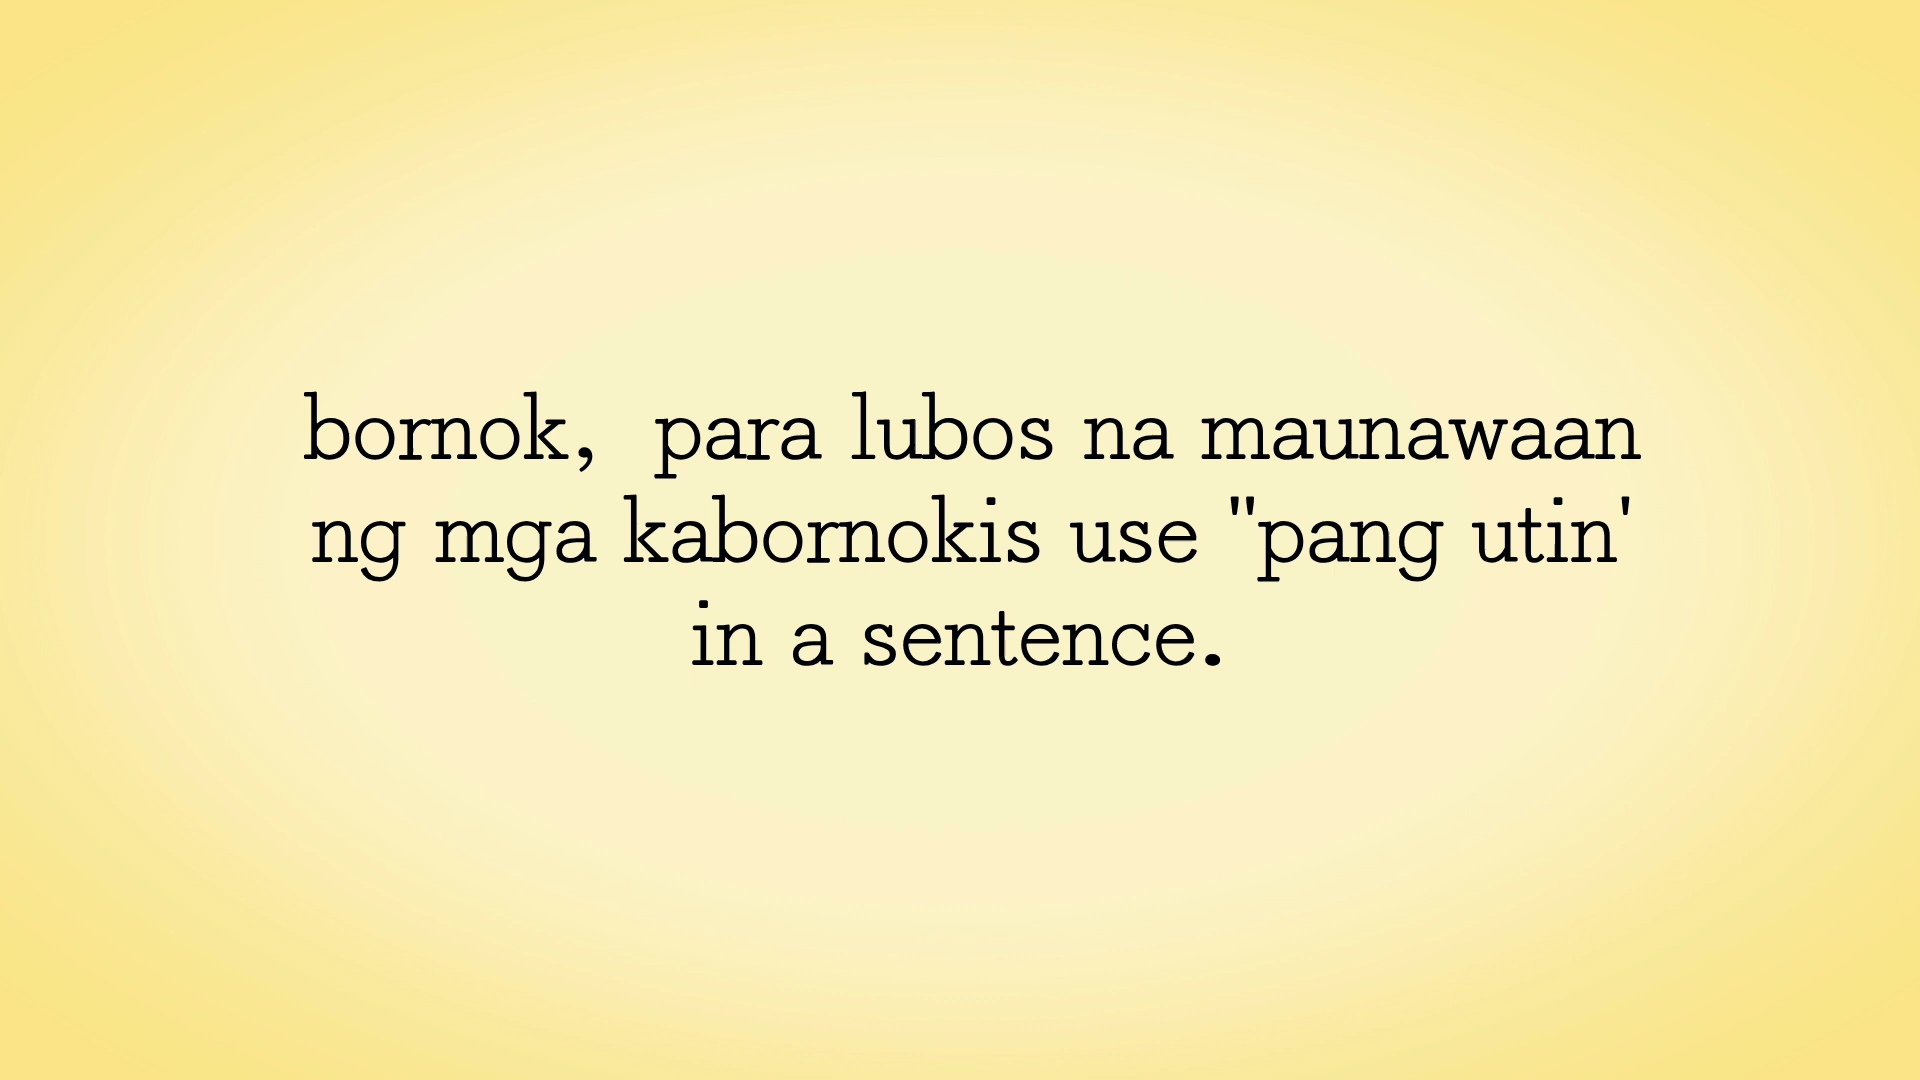 bornok,  para lubos na maunawaan
ng mga kabornokis use "pang utin'
in a sentence.